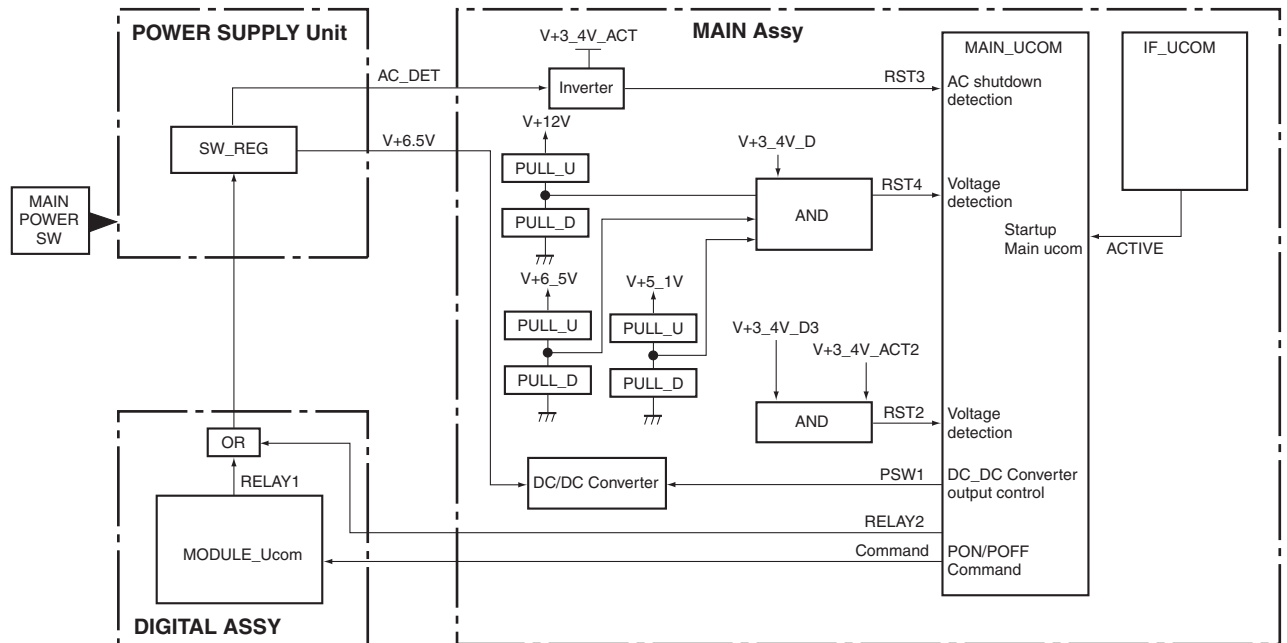 POWER SUPPLY Unit
MAIN Assy
V+3_4V_ACT
MAIN_UCOM
IF_UCOM
AC_DET
Inverter
RST3
AC shutdown
detection
V+12V
SW_REG
V+6.5V
PULL_U
V+3_4V_D
MAIN
POWER
SW
PULL_D
AND
RST4
Voltage
detection
Startup
Main ucom
ACTIVE
V+6_5V
V+5_1V
PULL_U
PULL_U
V+3_4V_D3
V+3_4V_ACT2
PULL_D
PULL_D
AND
RST2
Voltage
detection
OR
RELAY1
DC/DC Converter
PSW1
DC_DC Converter
output control
RELAY2
MODULE_Ucom
Command
PON/POFF
Command
DIGITAL ASSY